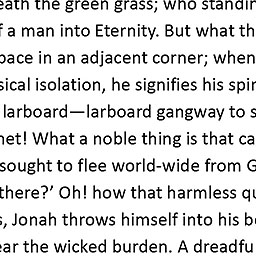 eath the green grass; who standin
f a man into Eternity. But what th
pace in an adjacent corner; when
sical isolation, he signifies his spir
larboard—larboard gangway to s
net! What a noble thing is that ca
sought to flee world-wide from G
there?’ Oh! how that harmless qu
s, Jonah throws himself into his be
ear the wicked burden. A dreadfu